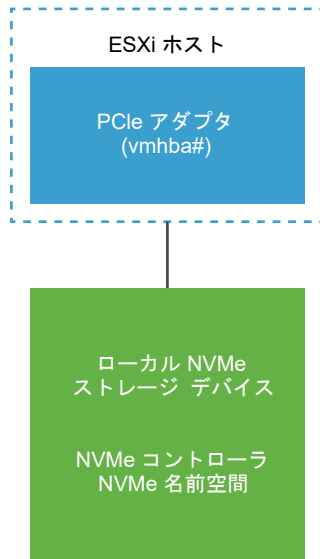 ESXi ホスト
PCIe アダプタ
(vmhba#)
ローカル NVMe
ストレージ デバイス
NVMe コントローラ
NVMe 名前空間